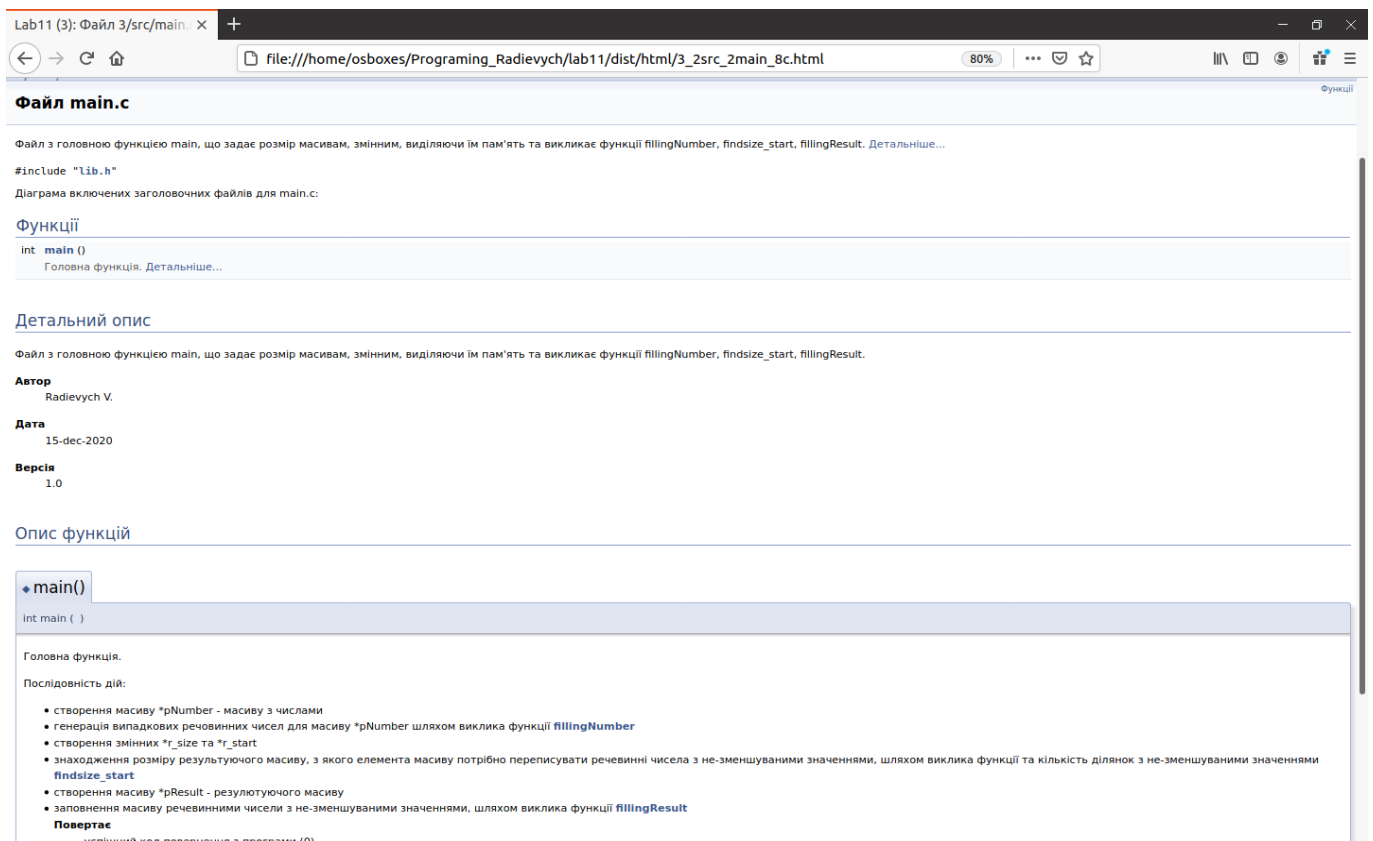 Lab11 (3): Файл 3/src/main.
file:///home/osboxes/Programing_Radievych/lab11/dist/html/3_2src_2main_8c.html
80%
Функції
Файл main.c
Файл з головною функцією main, що задає розмір масивам, змінним, виділяючи їм пам'ять та викликає функції fillingNumber, findsize_start, fillingResult. Детальніше...
#include "lib.h"
Діаграма включених заголовочних файлів для main.c:
Функції
int main ()
Головна функція. Детальніше...
Детальний опис
Файл з головною функцією main, що задає розмір масивам, змінним, виділяючи їм пам'ять та викликає функції fillingNumber, findsize_start, fillingResult.
Автор
Radievych V.
Дата
15-dec-2020
Версія
1.0
Опис функцій
◆ main()
int main ( )
Головна функція.
Послідовність дій:
• створення масиву *pNumber - масиву з числами
• генерація випадкових речовинних чисел для масиву *pNumber шляхом виклика функції fillingNumber
• створення змінних *r_size та *r_start
• знаходження розміру результуючого масиву, з якого елемента масиву потрібно переписувати речевинні чисела з не-зменшуваними значеннями, шляхом виклика функції та кількість ділянок з не-зменшуваними значеннями
findsize_start
• створення масиву *pResult - резулютуючого масиву
• заповнення масиву речевинними чисели з не-зменшуваними значеннями, шляхом виклика функції fillingResult
Повертає
успішний код повернення з програми (0)